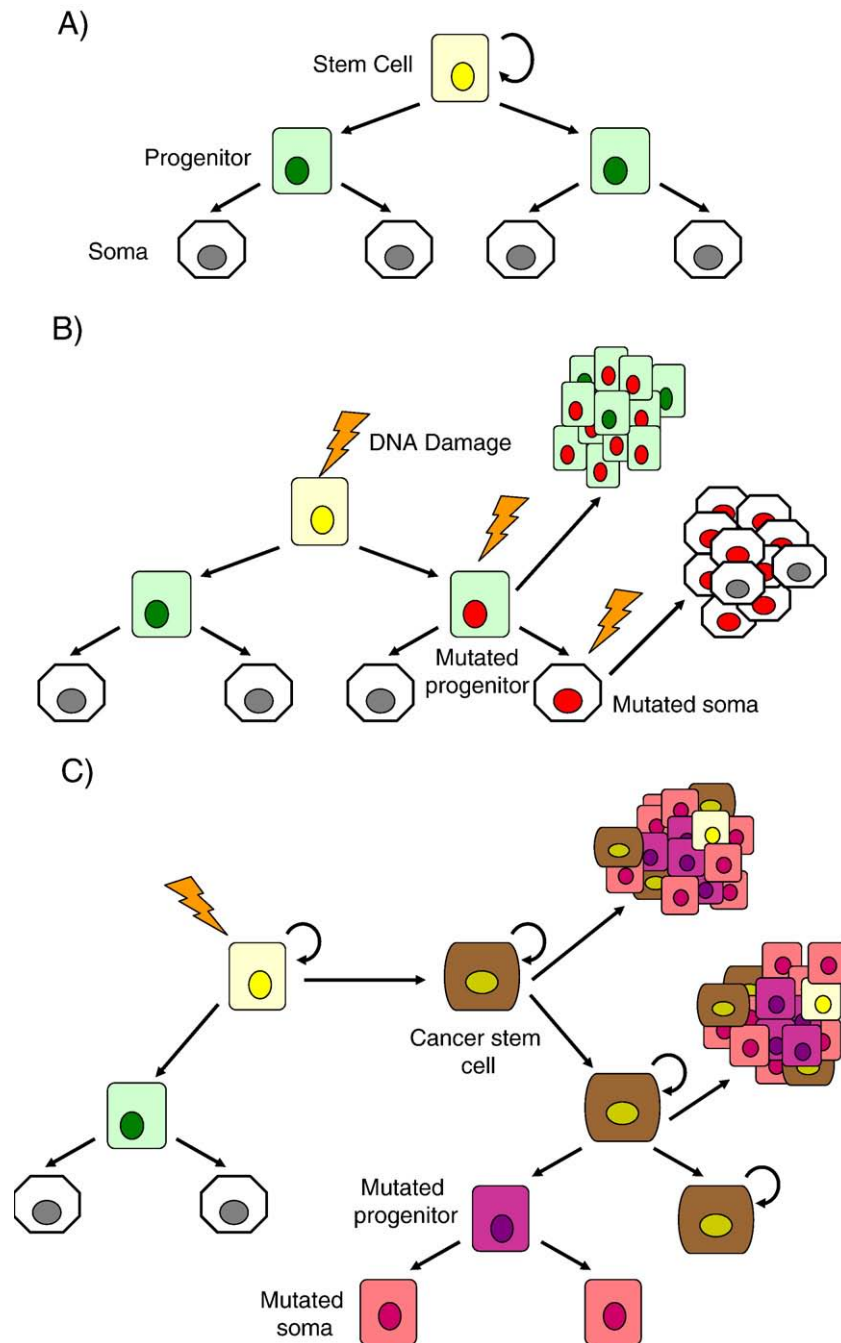 A)
Stem Cell
Progenitor
Soma
B)
DNA Damage
Mutated
progenitor
Mutated soma
C)
Cancer stem
cell
Mutated
progenitor
Mutated
soma